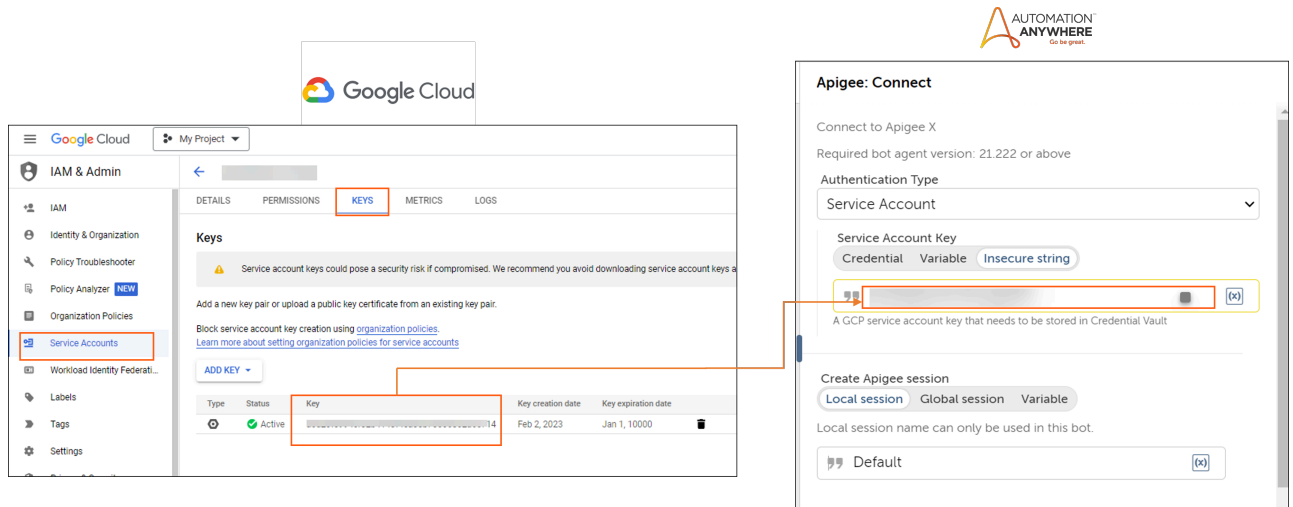 AUTOMATION
ANYWHERE
Go be great.
Google Cloud
Google Cloud
My Project
IAM & Admin
IAM
Identity & Organization
Policy Troubleshooter
Policy Analyzer NEW
Organization Policies
Service Accounts
Workload Identity Federati...
Labels
Tags
Settings
DETAILS PERMISSIONS KEYS METRICS LOGS
Keys
Service account keys could pose a security risk if compromised. We recommend you avoid downloading service account keys a
Add a new key pair or upload a public key certificate from an existing key pair.
Block service account key creation using organization policies.
Learn more about setting organization policies for service accounts
ADD KEY
Type Status Key Key creation date Key expiration date
Active 14 Feb 2, 2023 Jan 1, 10000
Apigee: Connect
Connect to Apigee X
Required bot agent version: 21.222 or above
Authentication Type
Service Account
Service Account Key
Credential Variable Insecure string
(x)
A GCP service account key that needs to be stored in Credential Vault
Create Apigee session
Local session Global session Variable
Local session name can only be used in this bot.
Default (x)